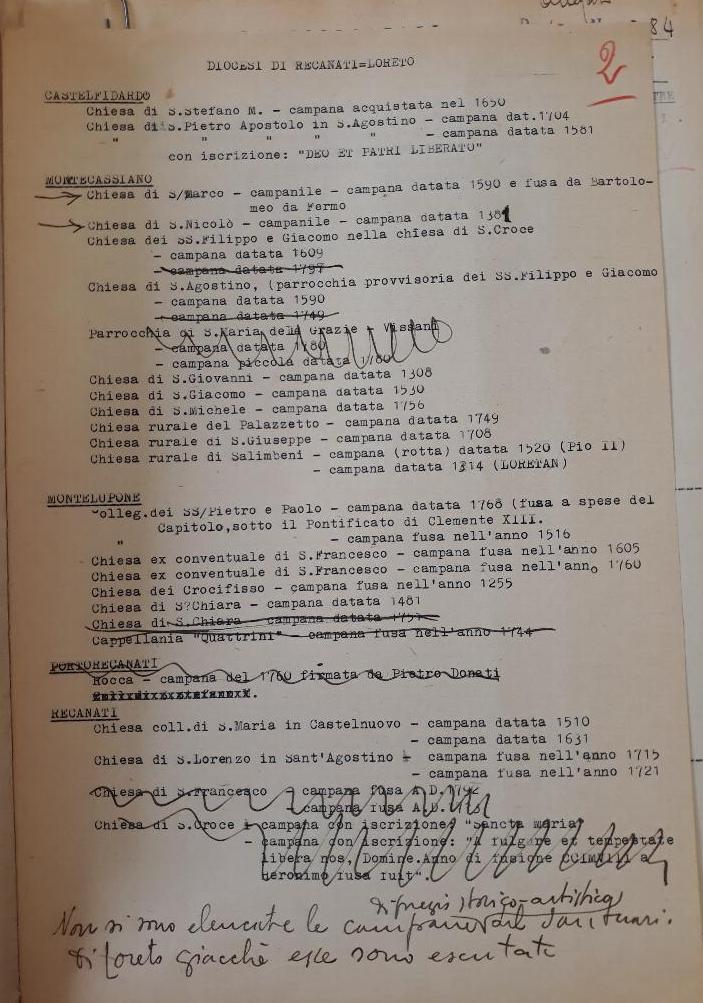 84
2
DIOCESI DI RECANATI=LORETO
CASTELFIDARDO
Chiesa di S.Stefano M. - campana acquistata nel 1650
Chiesa di S.Pietro Apostolo in S.Agostino - campana dat.1704
" " " " " - campana datata 1581
con iscrizione: "DEO ET PATRI LIBERATO"
MONTECASSIANO
Chiesa di S/Marco - campanile - campana datata 1590 e fusa da Bartolo-
meo da Fermo
Chiesa di S.Nicolò - campanile - campana datata
Chiesa dei SS.Filippo e Giacomo nella chiesa di S.Croce
- campana datata 1609
- campana datata 1797
Chiesa di S.Agostino, (parrocchia provvisoria dei SS.Filippo e Giacomo
- campana datata 1590
- campana datata 1749
Parrocchia di S.Maria delle Grazie - Vissani
- campana datata
- campana piccola datata
Chiesa di S.Giovanni - campana datata 1308
Chiesa di S.Giacomo - campana datata 1530
Chiesa di S.Michele - campana datata 1756
Chiesa rurale del Palazzetto - campana datata 1749
Chiesa rurale di S.Giuseppe - campana datata 1708
Chiesa rurale di Salimbeni - campana (rotta) datata 1520 (Pio II)
- campana datata 1314 (LORETAN)
MONTELUPONE
Colleg.dei SS/Pietro e Paolo - campana datata 1768 (fusa a spese del
Capitolo,sotto il Pontificato di Clemente XIII.
" - campana fusa nell'anno 1516
Chiesa ex conventuale di S.Francesco - campana fusa nell'anno 1605
Chiesa ex conventuale di S.Francesco - campana fusa nell'anno 1760
Chiesa dei Crocifisso - campana fusa nell'anno 1255
Chiesa di S?Chiara - campana datata 1481
Chiesa di S.Chiara - campana datata 1751
Cappellania "Quattrini" - campana fusa nell'anno 1744
PORTORECANATI
Rocca - campana del 1760 firmata da Pietro Donati
RECANATI
Chiesa coll.di S.Maria in Castelnuovo - campana datata 1510
- campana datata 1631
Chiesa di S.Lorenzo in Sant'Agostino - campana fusa nell'anno 1715
- campana fusa nell'anno 1721
Chiesa di S.Francesco - campana fusa A.D.
- campana fusa A.D.
Chiesa di S.Croce - campana con iscrizione: "Sancta maria"
- campana con iscrizione: "A fulgure et tempestate
libera nos, Domine.Anno di fusione
Geronimo fusa fuit".
di pregio storico-artistico
Non si sono elencate le campane del Santuario
di Loreto giacchè esse sono esentate